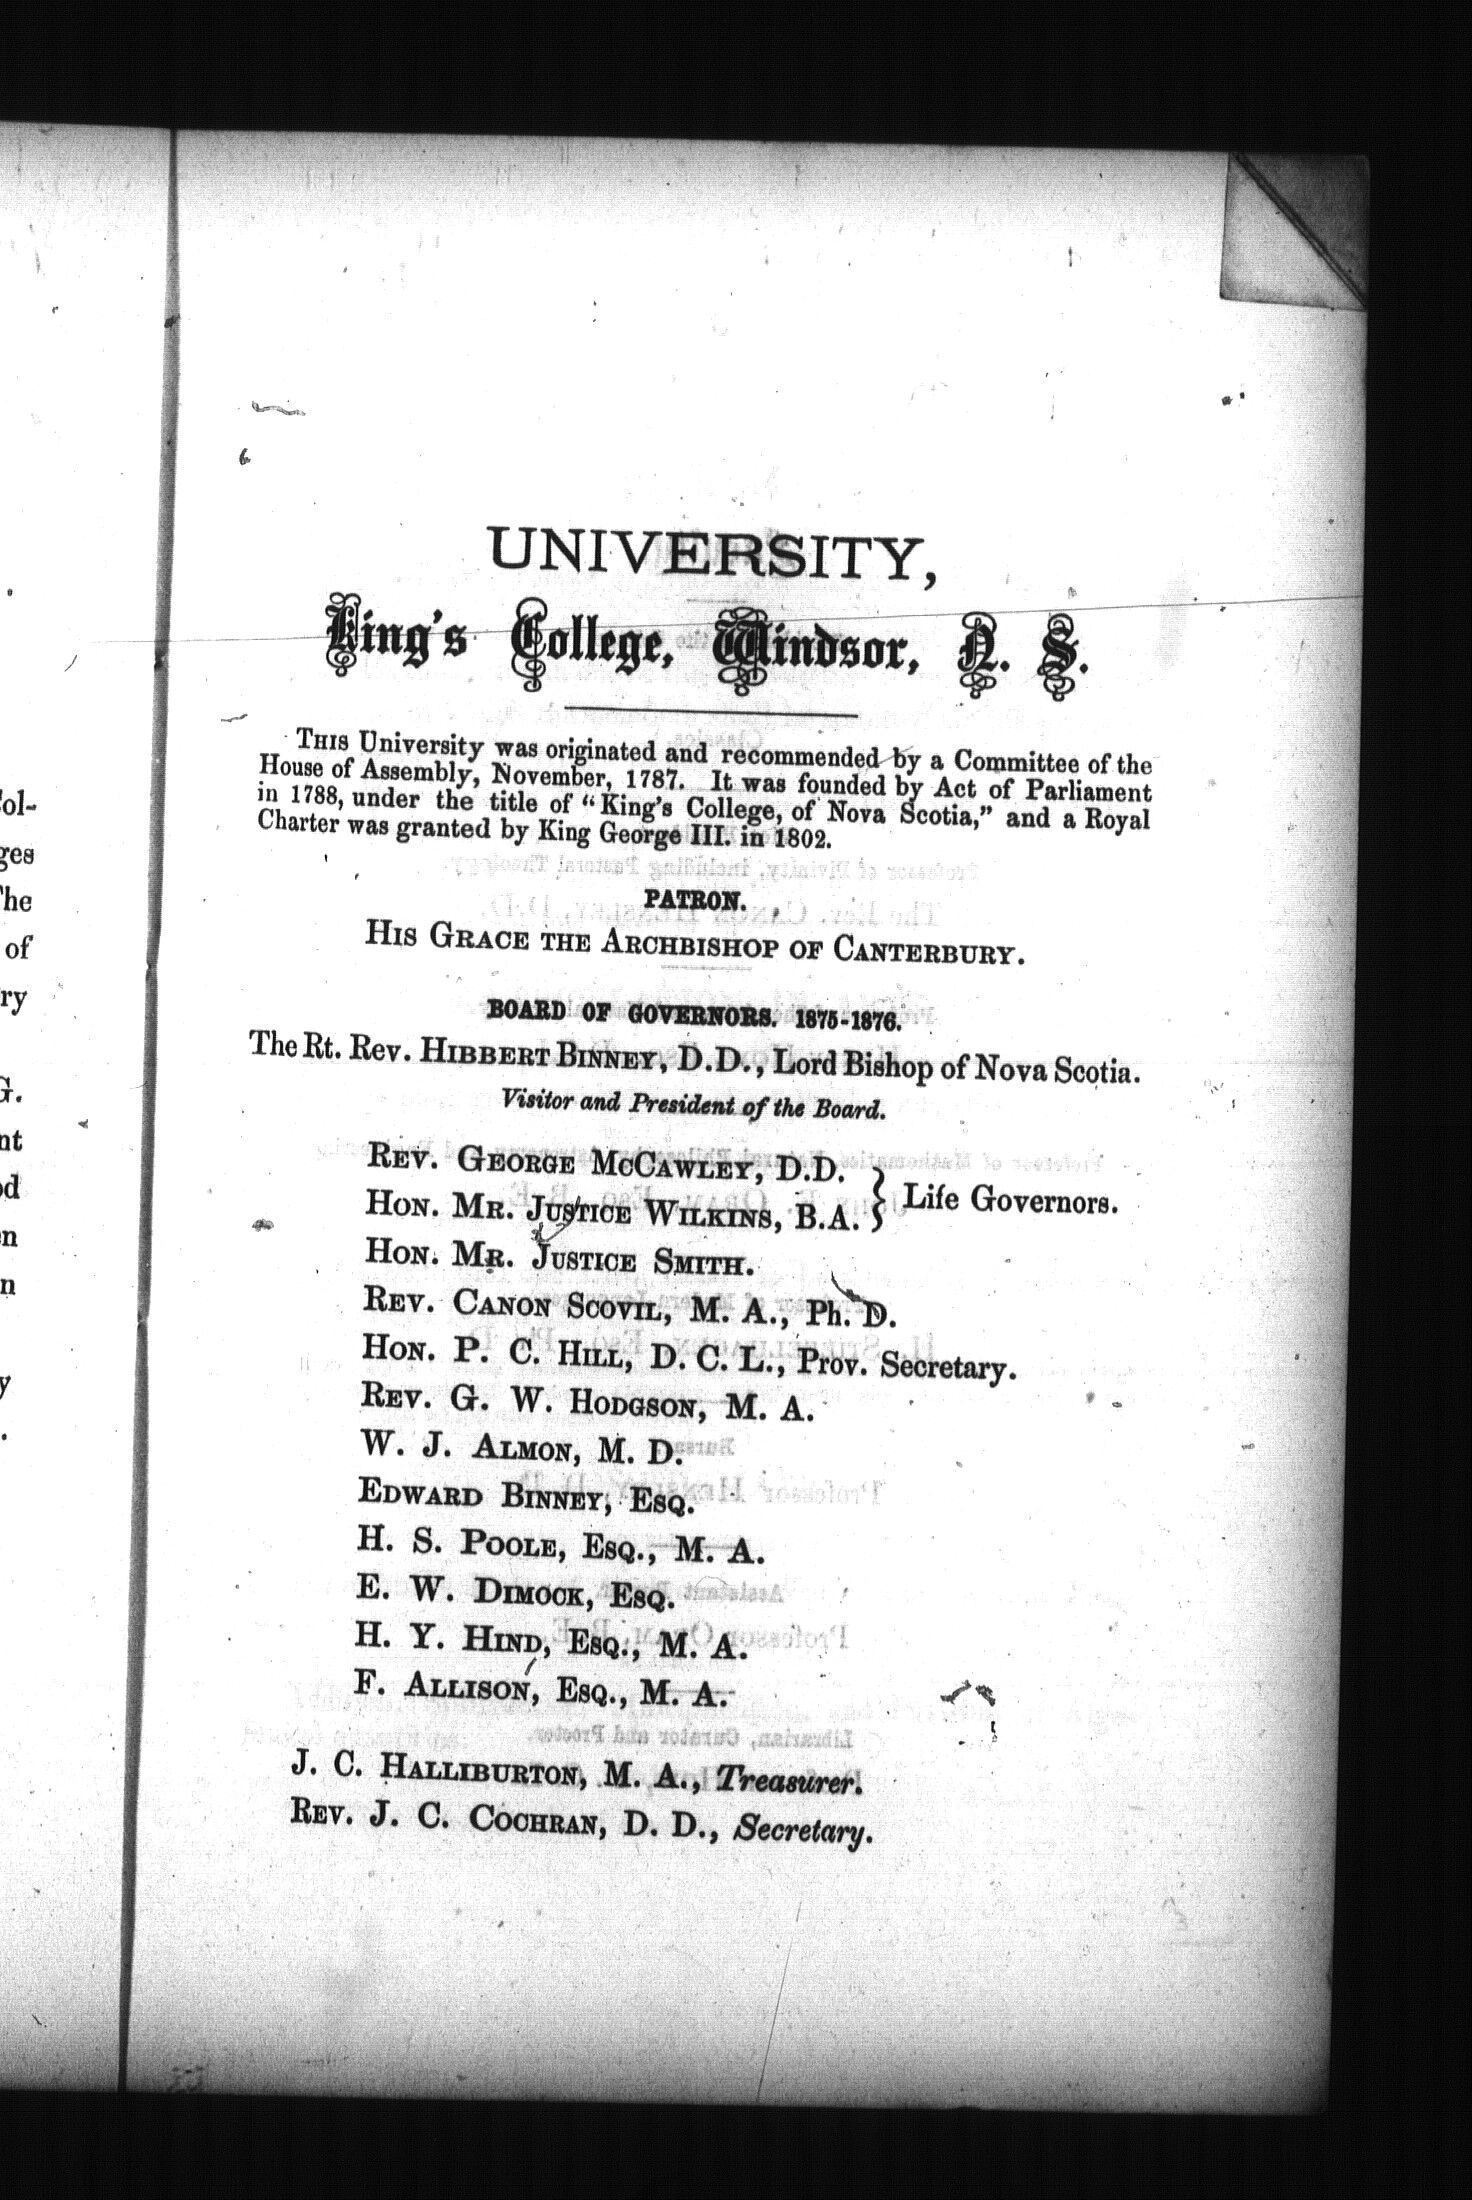 UNIVERSITY,
King's College, Windsor, N. S.
THIS University was originated and recommended by a Committee of the
House of Assembly, November, 1787. It was founded by Act of Parliament
in 1788, under the title of "King's College, of Nova Scotia," and a Royal
Charter was granted by King George III. in 1802.
PATRON.
HIS GRACE THE ARCHBISHOP OF CANTERBURY.
BOARD OF GOVERNORS. 1875-1876.
The Rt. Rev. HIBBERT BINNEY, D.D., Lord Bishop of Nova Scotia.
Visitor and President of the Board.
REV. GEORGE MCCAWLEY, D.D.
HON. MR. JUSTICE WILKINS, B.A. } Life Governors.
HON. MR. JUSTICE SMITH.
REV. CANON SCOVIL, M. A., Ph. D.
HON. P. C. HILL, D. C. L., Prov. Secretary.
REV. G. W. HODGSON, M. A.
W. J. ALMON, M. D.
EDWARD BINNEY, ESQ.
H. S. POOLE, ESQ., M. A.
E. W. DIMOCK, ESQ.
H. Y. HIND, ESQ., M. A.
F. ALLISON, ESQ., M. A.
J. C. HALLIBURTON, M. A., Treasurer.
REV. J. C. COCHRAN, D. D., Secretary.